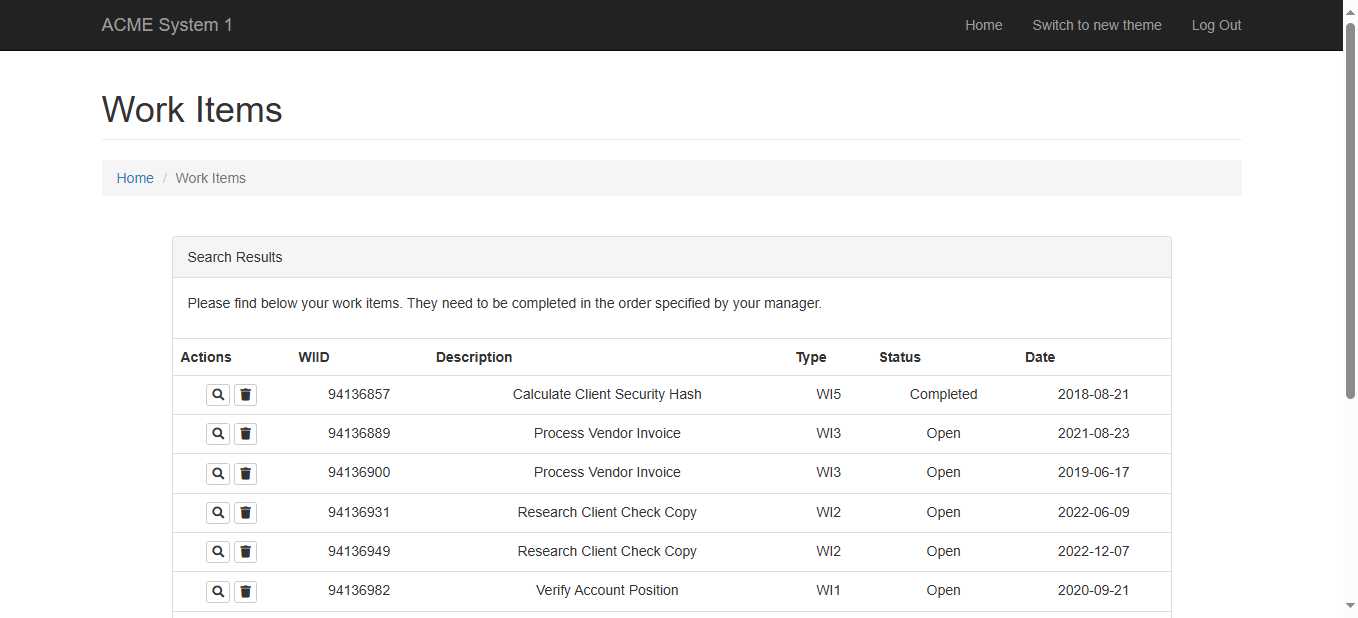 ACME System 1 Home Switch to new theme Log Out
Work Items
Home / Work Items
Search Results
Please find below your work items. They need to be completed in the order specified by your manager.
Actions WIID Description Type Status Date
94136857 Calculate Client Security Hash WI5 Completed 2018-08-21
94136889 Process Vendor Invoice WI3 Open 2021-08-23
94136900 Process Vendor Invoice WI3 Open 2019-06-17
94136931 Research Client Check Copy WI2 Open 2022-06-09
94136949 Research Client Check Copy WI2 Open 2022-12-07
94136982 Verify Account Position WI1 Open 2020-09-21